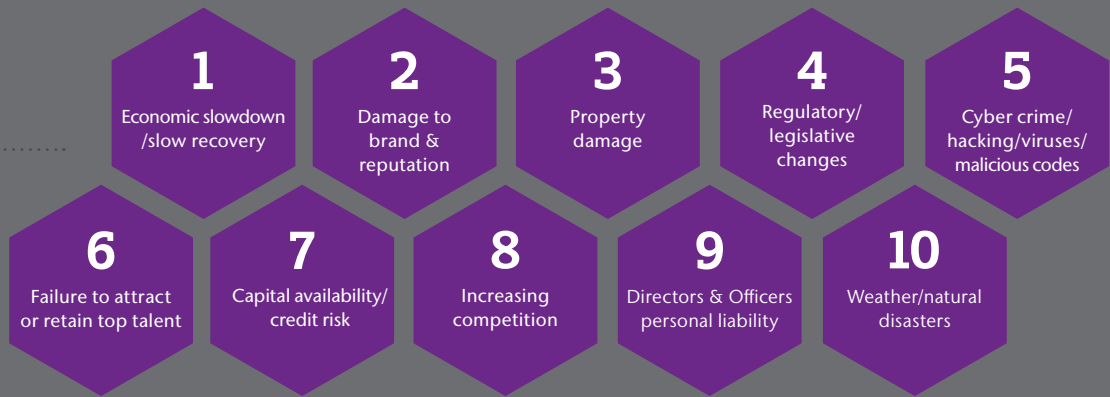 1
Economic slowdown
/slow recovery
2
Damage to
brand &
reputation
3
Property
damage
4
Regulatory/
legislative
changes
5
Cyber crime/
hacking/viruses/
malicious codes
6
Failure to attract
or retain top talent
7
Capital availability/
credit risk
8
Increasing
competition
9
Directors & Officers
personal liability
10
Weather/natural
disasters